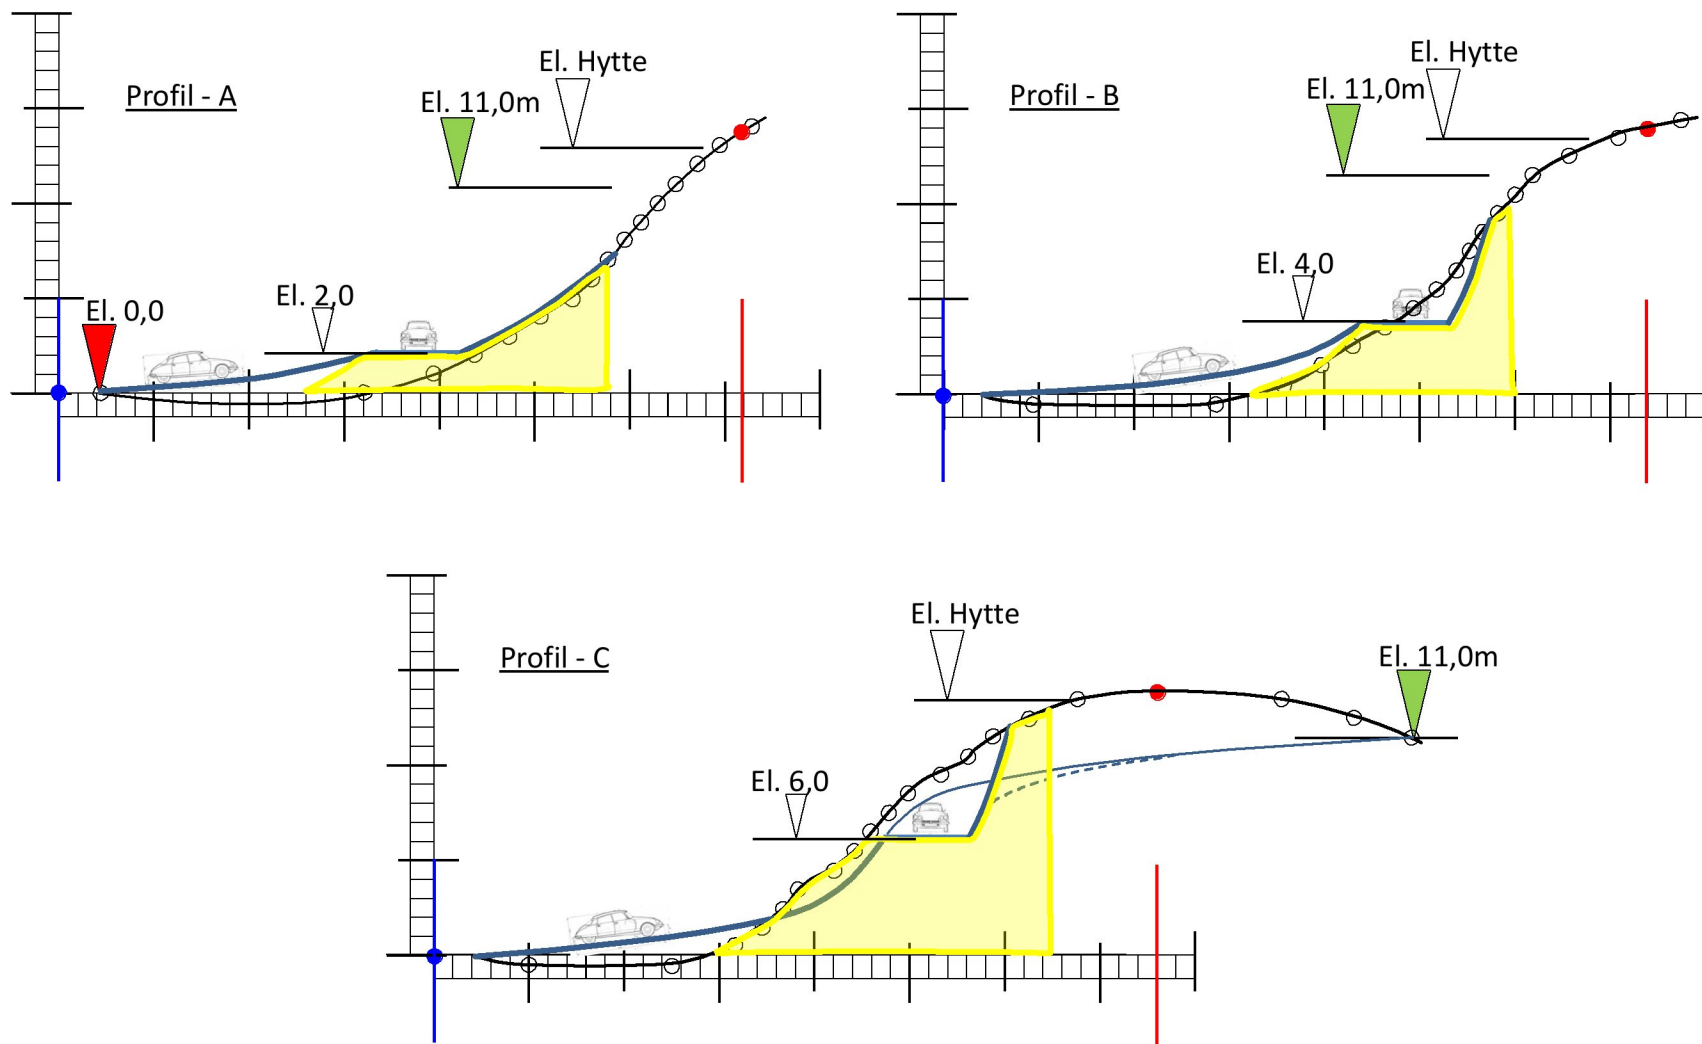 Profil - A
El. 0,0
El. 2,0
El. 11,0m
El. Hytte
Profil - B
El. 4,0
El. 11,0m
El. Hytte
Profil - C
El. 6,0
El. Hytte
El. 11,0m